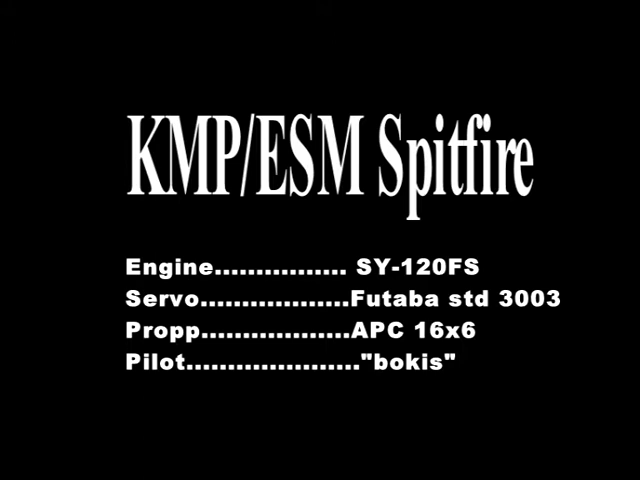 KMP/ESM Spitfire
Engine................ SY-120FS
Servo..................Futaba std 3003
Propp..................APC 16x6
Pilot....................."bokis"